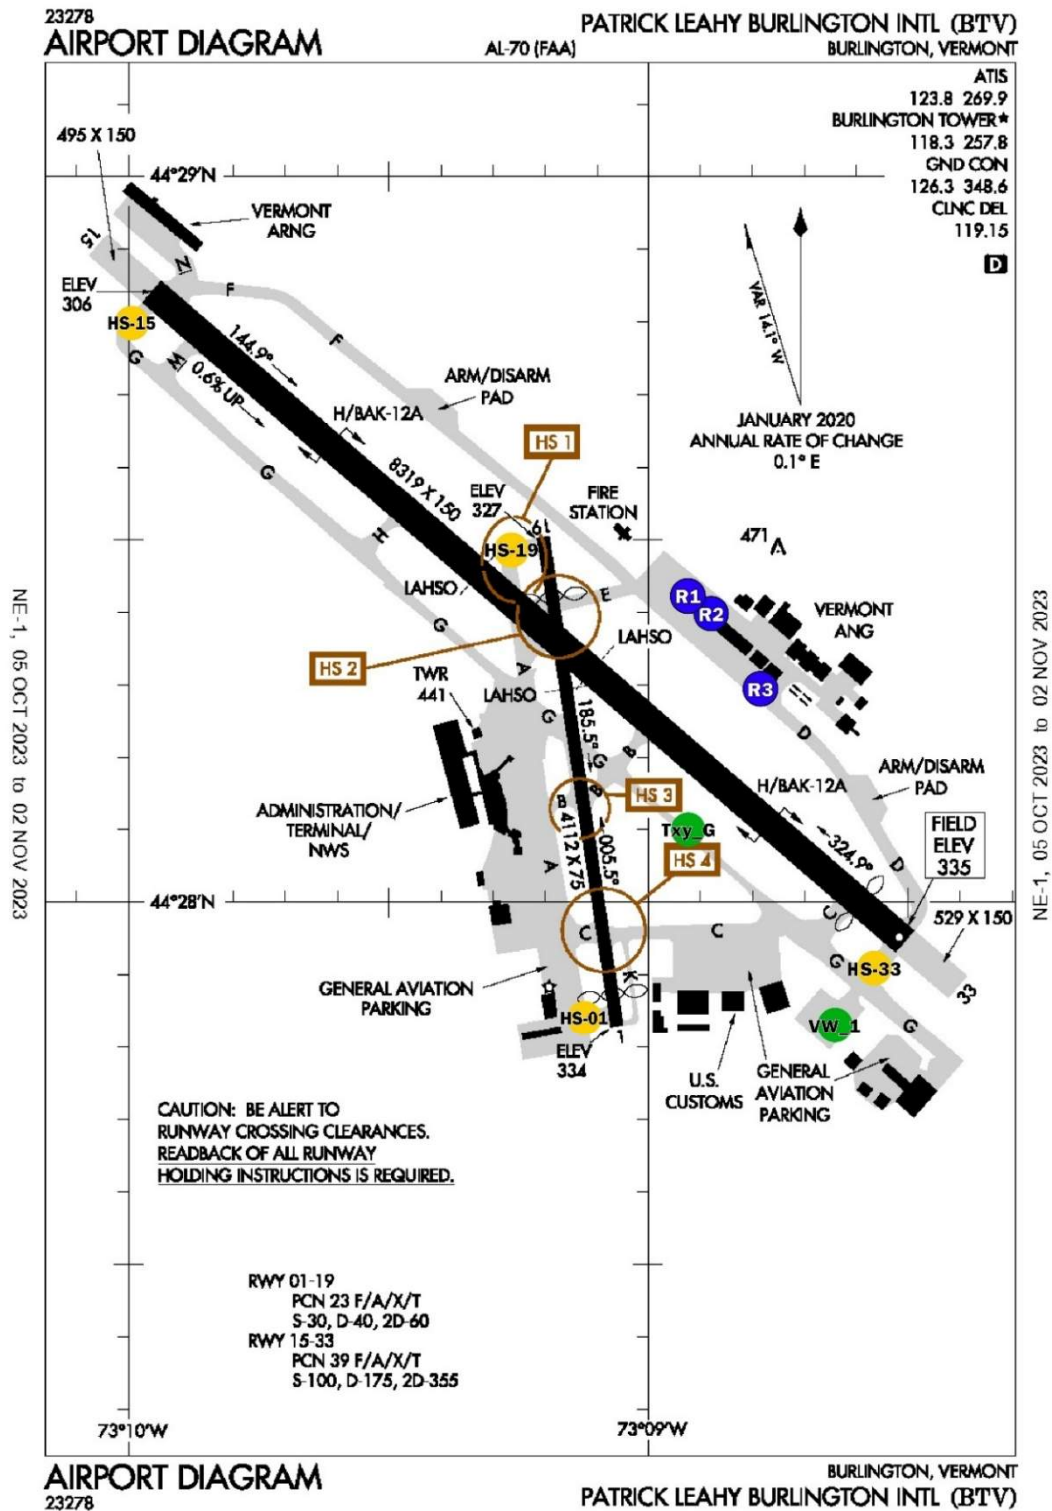 23278
AIRPORT DIAGRAM
AL-70 (FAA)
PATRICK LEAHY BURLINGTON INTL (BTV)
BURLINGTON, VERMONT
ATIS
123.8 269.9
BURLINGTON TOWER★
118.3 257.8
GND CON
126.3 348.6
CLNC DEL
119.15
D
495 X 150
44°29'N
VERMONT
ARNG
15
N
ELEV
306
F
HS-15
G
M
144.9°
0.6% UP
F
VAR 14.1° W
JANUARY 2020
ANNUAL RATE OF CHANGE
0.1° E
ARM/DISARM
PAD
H/BAK-12A
HS 1
G
8319 X 150
ELEV
327
FIRE
STATION
19
H
HS-19
471
LAHSO
E
R1
R2
VERMONT
ANG
G
LAHSO
HS 2
A
TWR
441
LAHSO
R3
G
185.5°
G
B
D
HS 3
B
B
H/BAK-12A
ARM/DISARM
PAD
ADMINISTRATION/
TERMINAL/
NWS
4112 X 75
005.5°
Txy_G
HS 4
324.9°
FIELD
ELEV
335
A
D
44°28'N
C
C
C
529 X 150
G
HS-33
33
GENERAL AVIATION
PARKING
K
HS-01
1
ELEV
334
VW_1
G
U.S.
CUSTOMS
GENERAL
AVIATION
PARKING
CAUTION: BE ALERT TO
RUNWAY CROSSING CLEARANCES.
READBACK OF ALL RUNWAY
HOLDING INSTRUCTIONS IS REQUIRED.
RWY 01-19
PCN 23 F/A/X/T
S-30, D-40, 2D-60
RWY 15-33
PCN 39 F/A/X/T
S-100, D-175, 2D-355
73°10'W
73°09'W
NE-1, 05 OCT 2023 to 02 NOV 2023
NE-1, 05 OCT 2023 to 02 NOV 2023
AIRPORT DIAGRAM
23278
BURLINGTON, VERMONT
PATRICK LEAHY BURLINGTON INTL (BTV)